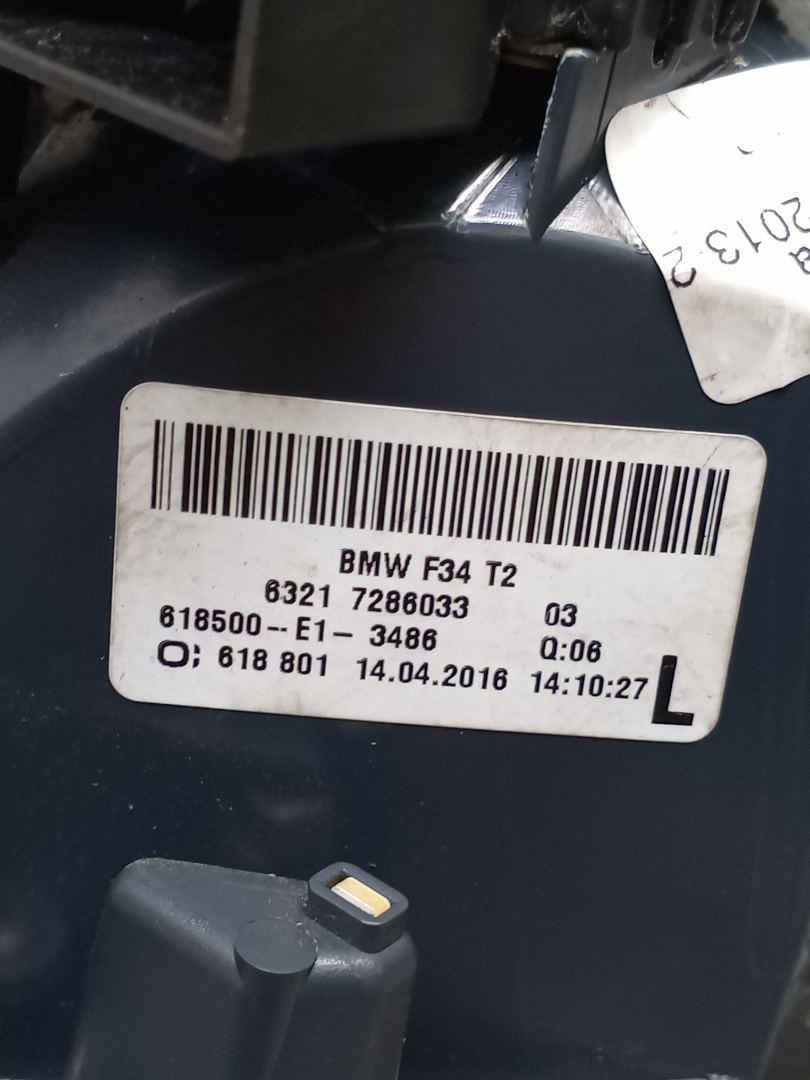 2013 2
BMW F34 T2
6321 7286033 03
618500--E1- 3486 Q:06
O; 618 801 14.04.2016 14:10:27 L